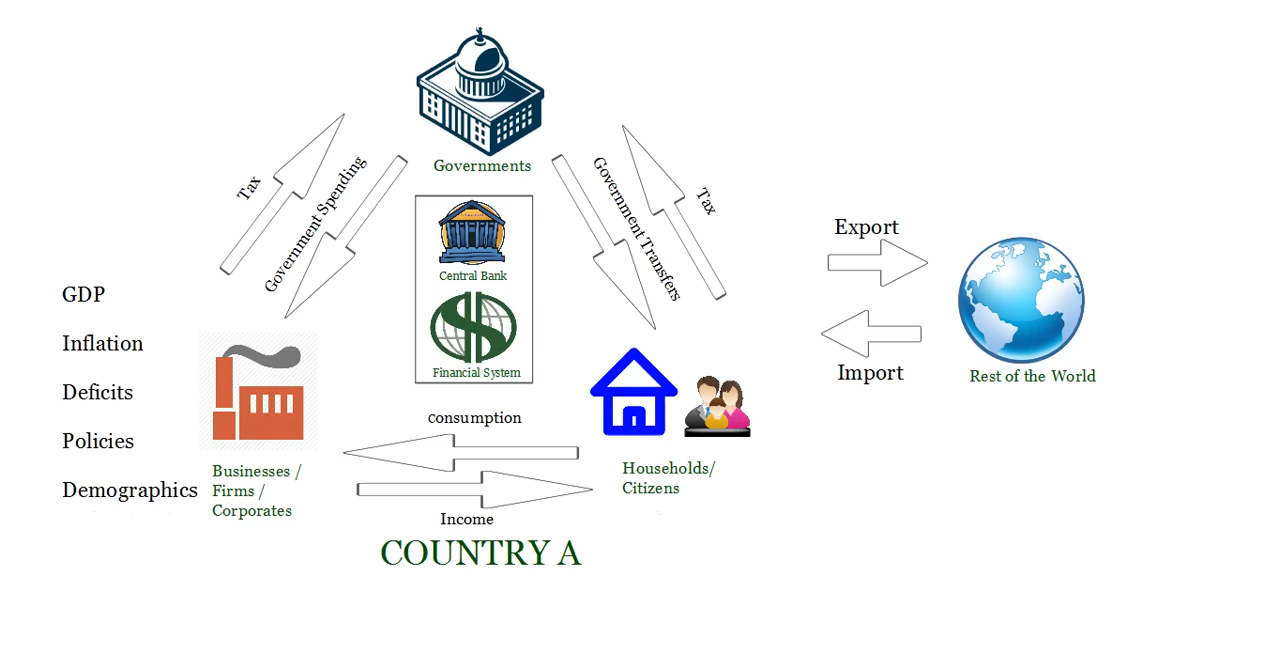 Governments
Tax
Government Spending
Government Transfers
Tax
Central Bank
Financial System
Export
Import
Rest of the World
GDP
Inflation
Deficits
Policies
Demographics
Businesses /
Firms /
Corporates
Consumption
Income
Households/
Citizens
COUNTRY A